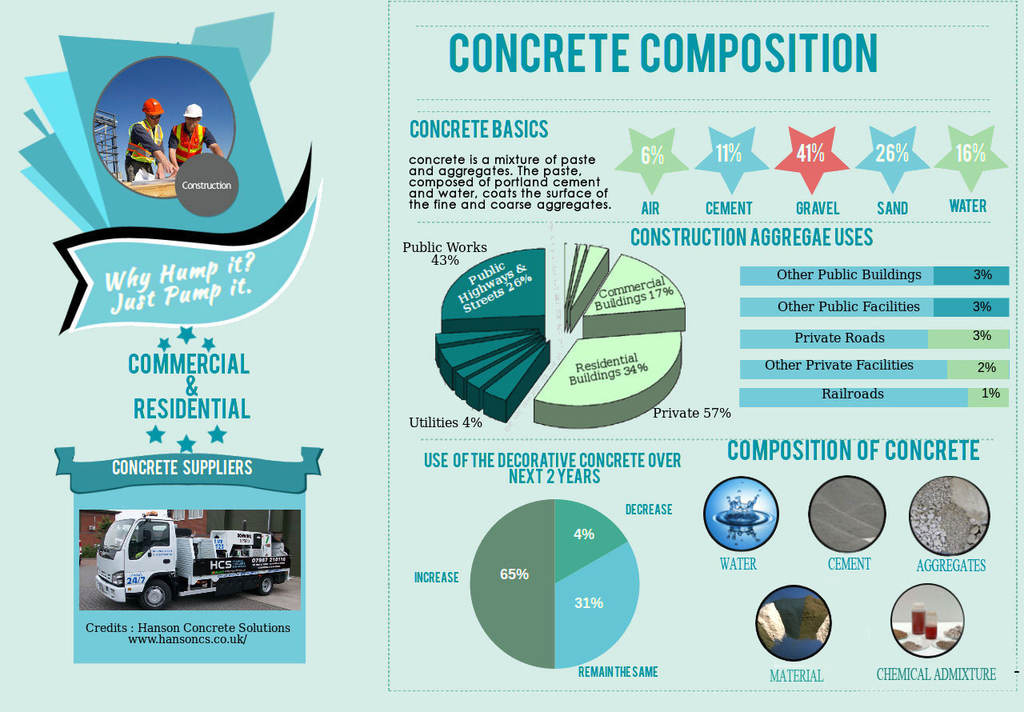 Construction
Why Hump it?
Just Pump it.
COMMERCIAL
&
RESIDENTIAL
CONCRETE SUPPLIERS
HCS
24/7
Credits : Hanson Concrete Solutions
www.hansoncs.co.uk/
CONCRETE COMPOSITION
CONCRETE BASICS
concrete is a mixture of paste
and aggregates. The paste,
composed of portland cement
and water, coats the surface of
the fine and coarse aggregates.
6%
11%
41%
26%
16%
AIR
CEMENT
GRAVEL
SAND
WATER
CONSTRUCTION AGGREGAE USES
Public Works
43%
Public
Highways &
Streets 26%
Commercial
Buildings 17%
Residential
Buildings 34%
Utilities 4%
Private 57%
Other Public Buildings 3%
Other Public Facilities 3%
Private Roads 3%
Other Private Facilities 2%
Railroads 1%
USE OF THE DECORATIVE CONCRETE OVER
NEXT 2 YEARS
DECREASE
4%
INCREASE
65%
31%
REMAIN THE SAME
COMPOSITION OF CONCRETE
WATER
CEMENT
AGGREGATES
MATERIAL
CHEMICAL ADMIXTURE